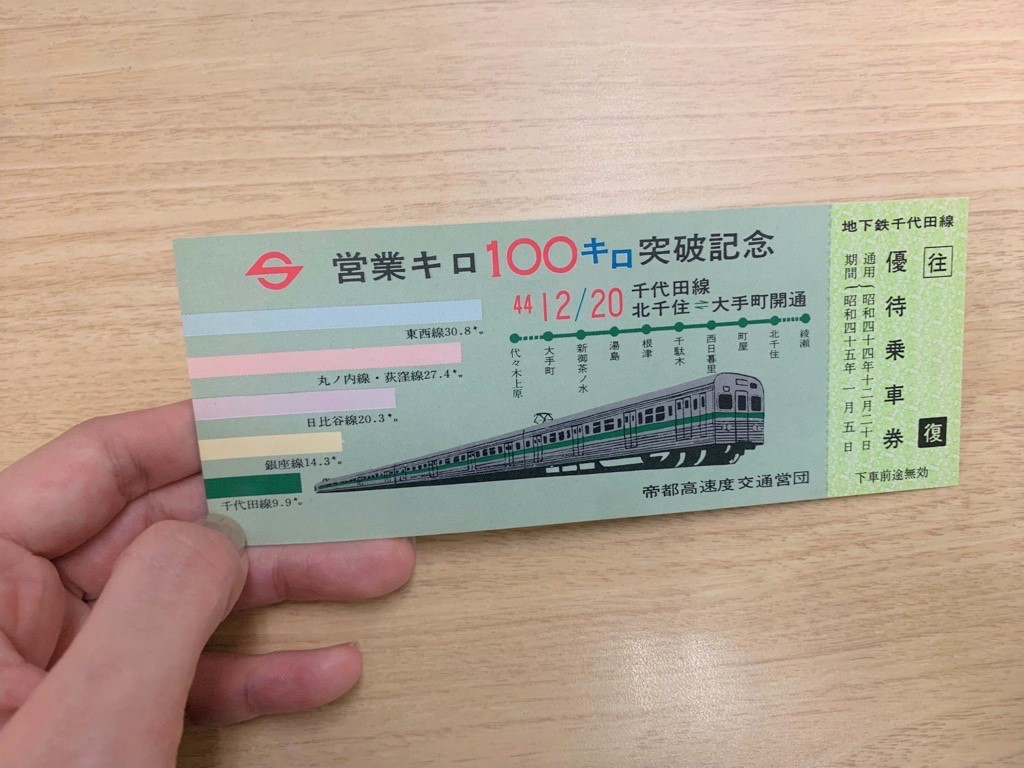 営業キロ100キロ突破記念
44 12/20 千代田線
北千住⇋大手町開通
代々木上原
大手町
新御茶ノ水
湯島
根津
千駄木
西日暮里
町屋
北千住
綾瀬
東西線30.8㌔
丸ノ内線・荻窪線27.4㌔
日比谷線20.3㌔
銀座線14.3㌔
千代田線9.9㌔
帝都高速度交通営団
地下鉄千代田線
往
優待乗車券
復
通用 昭和四十四年十二月二十日
期間 昭和四十五年一月五日
下車前途無効